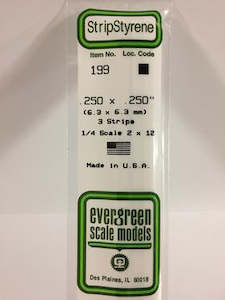 StripStyrene
Item No. Loc. Code
199
.250 x .250"
(6.3 x 6.3 mm)
3 Strips
1/4 Scale 2 x 12
Made in U.S.A.
evergreen
scale models
Des Plaines, IL 60018